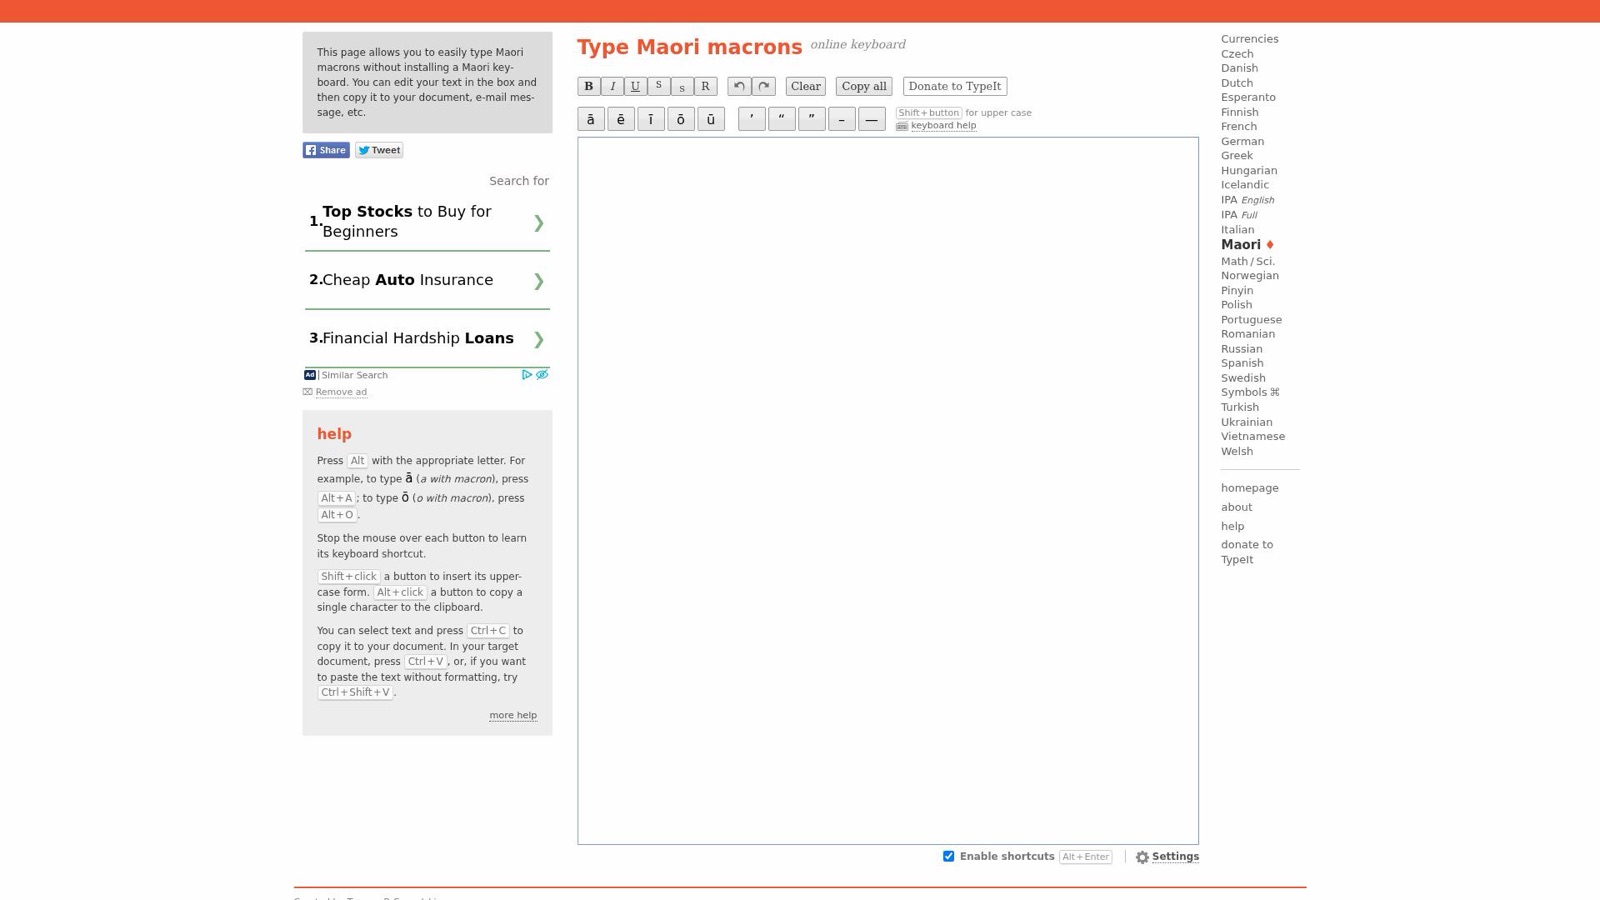 This page allows you to easily type Maori
macrons without installing a Maori key-
board. You can edit your text in the box and
then copy it to your document, e-mail mes-
sage, etc.
Share Tweet
Search for
1. Top Stocks to Buy for
Beginners ❯
2. Cheap Auto Insurance ❯
3. Financial Hardship Loans ❯
Ad | Similar Search
Remove ad
help
Press Alt with the appropriate letter. For
example, to type ā (a with macron), press
Alt+A; to type ō (o with macron), press
Alt+O.
Stop the mouse over each button to learn
its keyboard shortcut.
Shift+click a button to insert its upper-
case form. Alt+click a button to copy a
single character to the clipboard.
You can select text and press Ctrl+C to
copy it to your document. In your target
document, press Ctrl+V, or, if you want
to paste the text without formatting, try
Ctrl+Shift+V.
more help
Type Maori macrons online keyboard
B I U S S R Clear Copy all Donate to TypeIt
ā ē ī ō ū ’ “ ” – — Shift+button for upper case
keyboard help
Enable shortcuts Alt+Enter Settings
Currencies
Czech
Danish
Dutch
Esperanto
Finnish
French
German
Greek
Hungarian
Icelandic
IPA English
IPA Full
Italian
Maori ♦
Math / Sci.
Norwegian
Pinyin
Polish
Portuguese
Romanian
Russian
Spanish
Swedish
Symbols ⌘
Turkish
Ukrainian
Vietnamese
Welsh
homepage
about
help
donate to
TypeIt